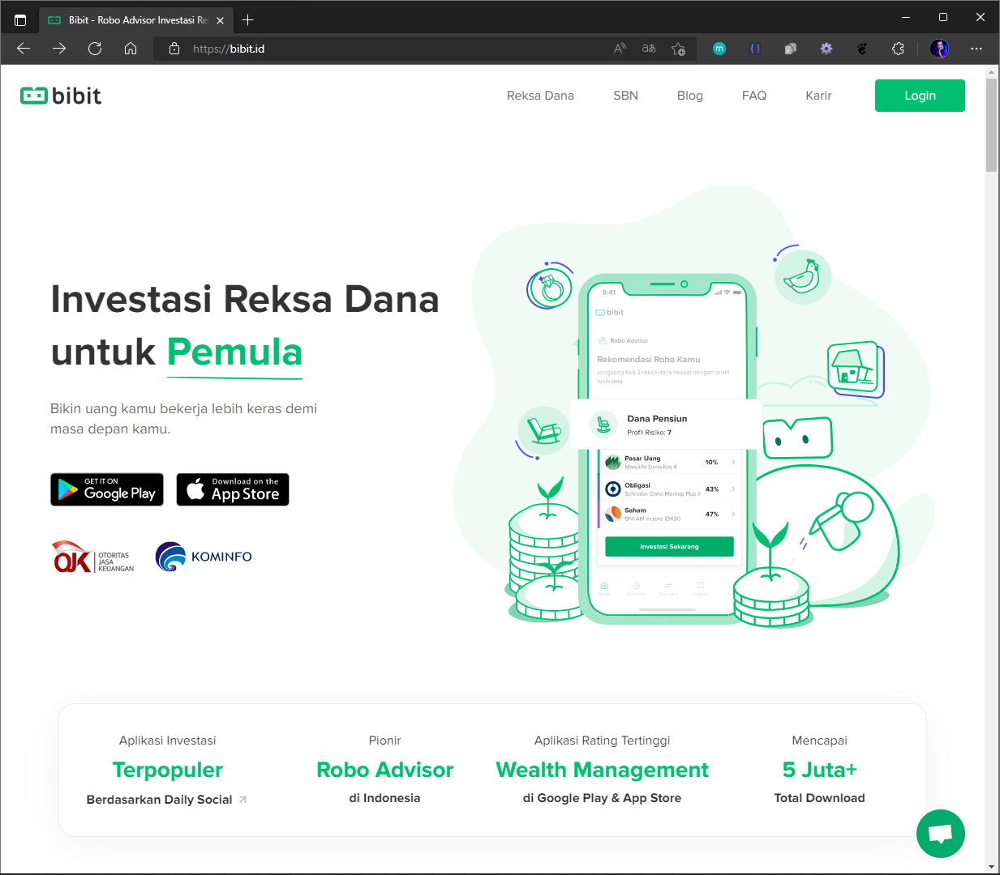 Bibit - Robo Advisor Investasi Re
https://bibit.id
bibit
Reksa Dana
SBN
Blog
FAQ
Karir
Login
Investasi Reksa Dana
untuk Pemula
Bikin uang kamu bekerja lebih keras demi
masa depan kamu.
GET IT ON
Google Play
Download on the
App Store
OJK
OTORITAS
JASA
KEUANGAN
KOMINFO
9:41
bibit
Robo Advisor
Rekomendasi Robo Kamu
Langsung beli 3 reksa dana sesuai dengan profil
resikomu
Dana Pensiun
Profil Risiko: 7
Pasar Uang
Manulife Dana Kas II
10%
Obligasi
Schroder Dana Mantap Plus II
43%
Saham
BNI-AM Indeks IDX30
47%
Investasi Sekarang
Home
Support
Aplikasi Investasi
Terpopuler
Berdasarkan Daily Social
Pionir
Robo Advisor
di Indonesia
Aplikasi Rating Tertinggi
Wealth Management
di Google Play & App Store
Mencapai
5 Juta+
Total Download